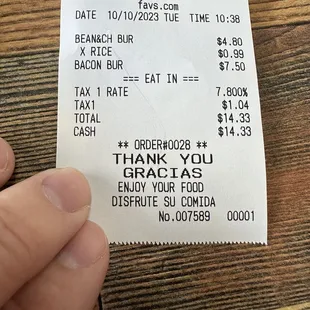 favs.com
DATE 10/10/2023 TUE TIME 10:38
BEAN&CH BUR $4.80
X RICE $0.99
BACON BUR $7.50
=== EAT IN ===
TAX 1 RATE 7.800%
TAX1 $1.04
TOTAL $14.33
CASH $14.33
** ORDER#0028 **
THANK YOU
GRACIAS
ENJOY YOUR FOOD
DISFRUTE SU COMIDA
No.007589 00001